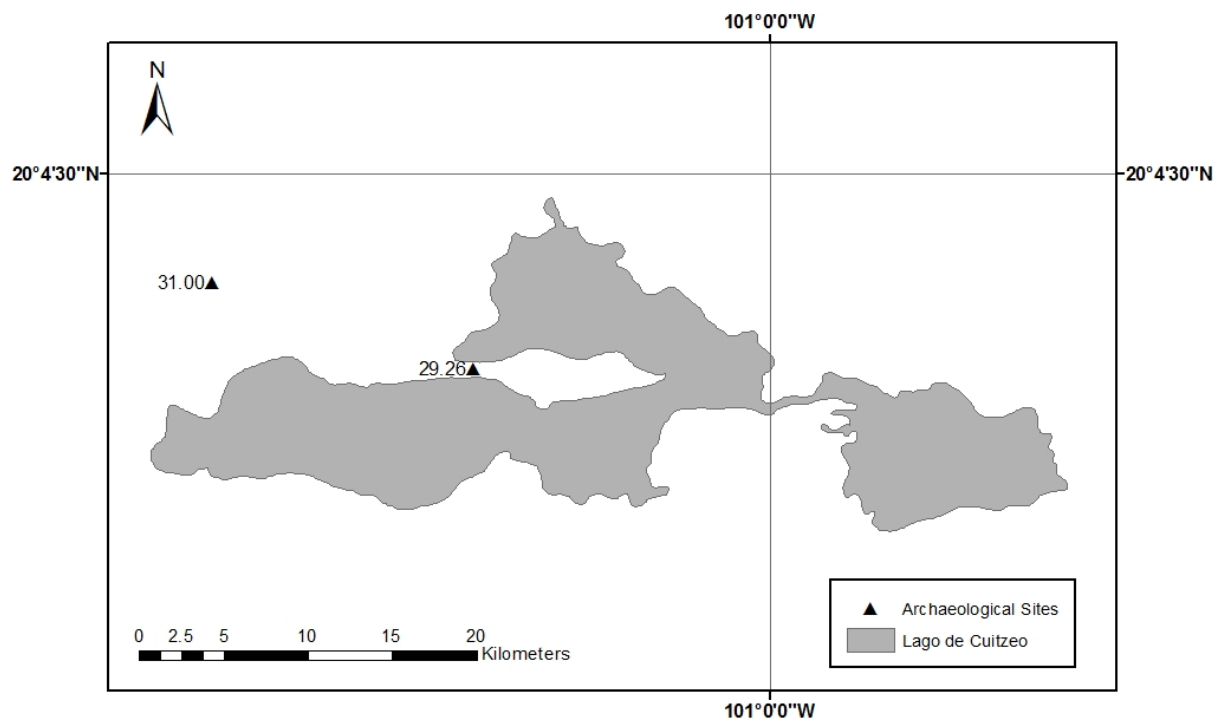 101°0'0"W
N
20°4'30"N
20°4'30"N
31.00
29.26
0 2.5 5 10 15 20
Kilometers
Archaeological Sites
Lago de Cuitzeo
101°0'0"W